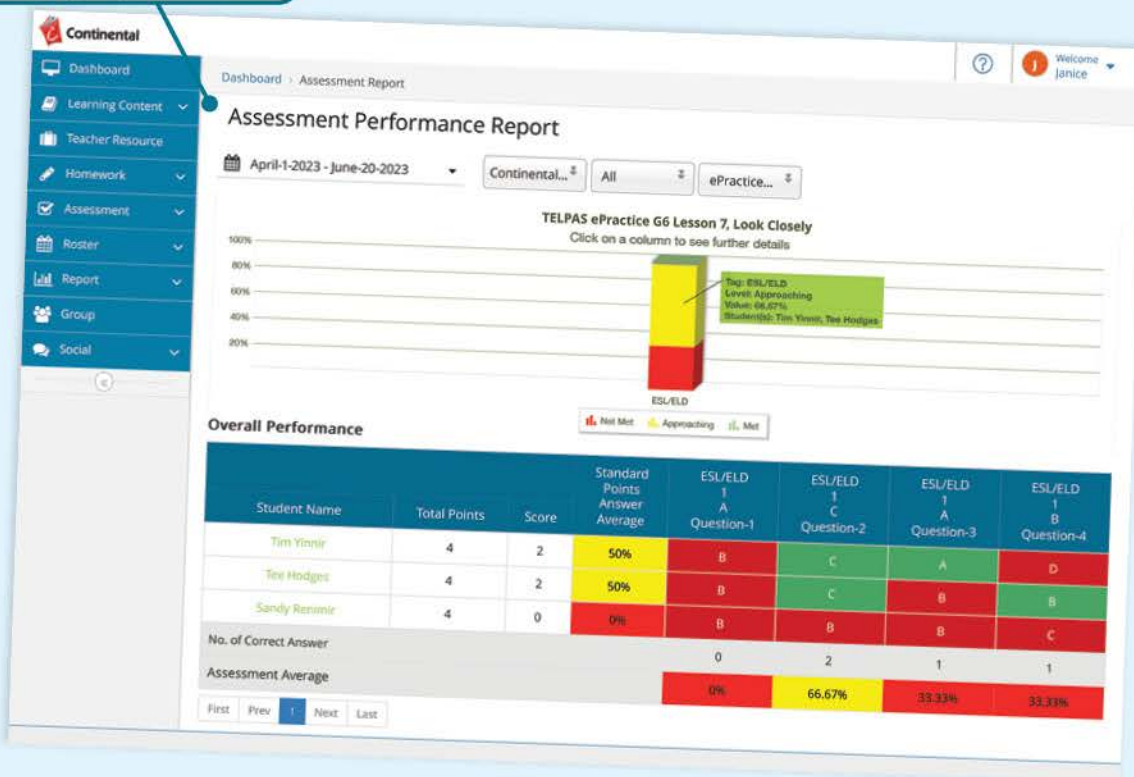 Continental
Welcome
Janice
Dashboard
Learning Content
Teacher Resource
Homework
Assessment
Roster
Report
Group
Social
Dashboard › Assessment Report
Assessment Performance Report
April-1-2023 - June-20-2023
Continental...
All
ePractice...
TELPAS ePractice G6 Lesson 7, Look Closely
Click on a column to see further details
100%
80%
60%
40%
20%
Tag: ESL/ELD
Level: Approaching
Value: 66.67%
Student(s): Tim Yinnir, Tee Hodges
ESL/ELD
Not Met Approaching Met
Overall Performance
Student Name Total Points Score Standard Points Answer Average ESL/ELD 1 A Question-1 ESL/ELD 1 C Question-2 ESL/ELD 1 A Question-3 ESL/ELD 1 B Question-4
Tim Yinnir 4 2 50% B C A D
Tee Hodges 4 2 50% B C B B
Sandy Renimir 4 0 0% B B B C
No. of Correct Answer 0 2 1 1
Assessment Average 0% 66.67% 33.33% 33.33%
First Prev 1 Next Last